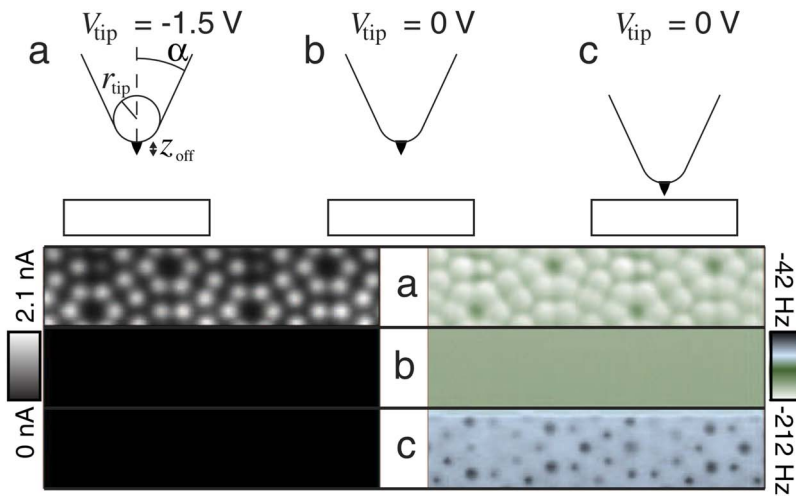 V_tip = -1.5 V
V_tip = 0 V
V_tip = 0 V
a
b
c
α
r_tip
z_off
2.1 nA
0 nA
a
b
c
-42 Hz
-212 Hz